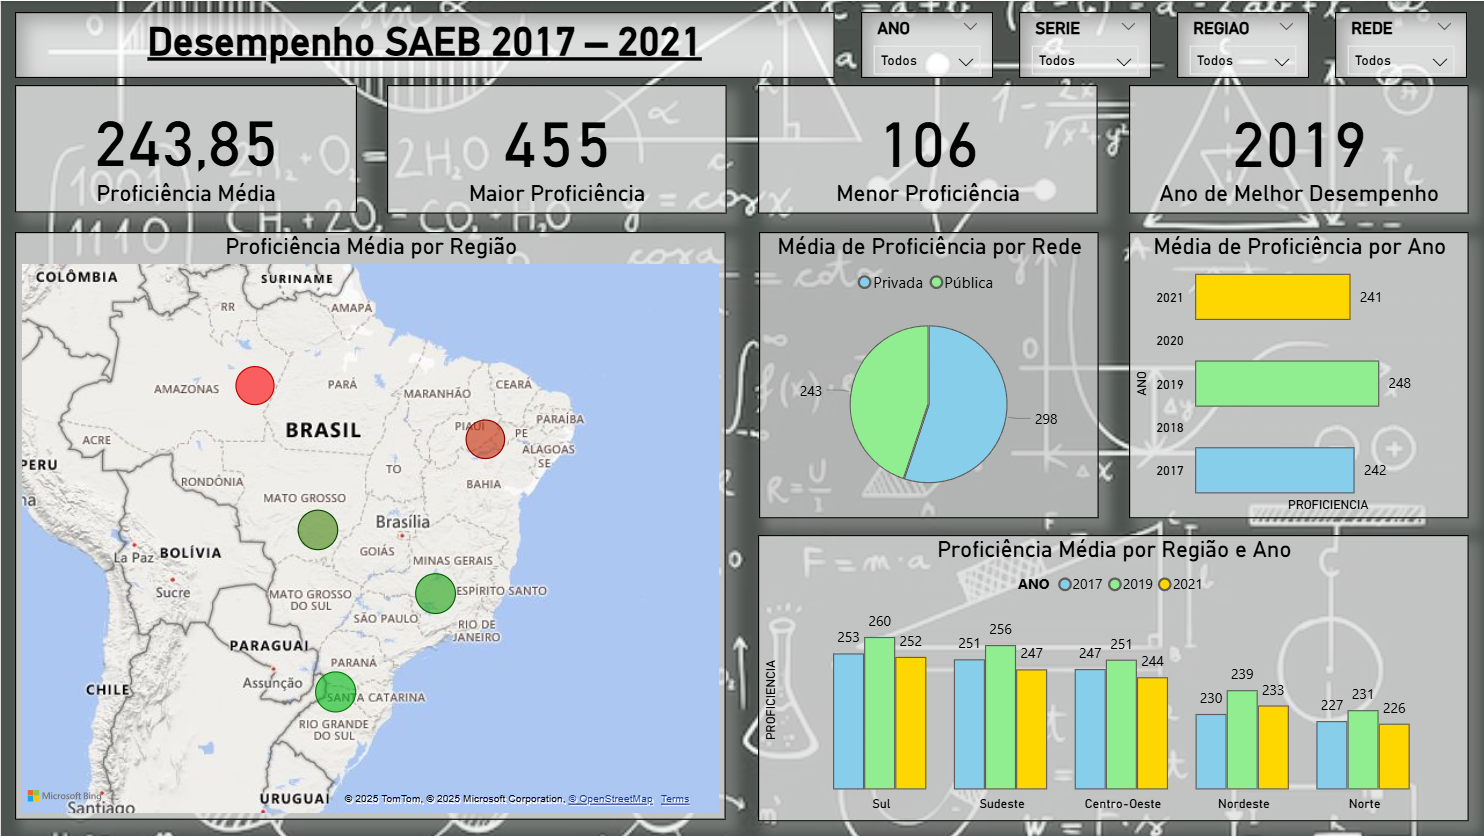 Desempenho SAEB 2017 – 2021
ANO
Todos
SERIE
Todos
REGIAO
Todos
REDE
Todos
243,85
Proficiência Média
455
Maior Proficiência
106
Menor Proficiência
2019
Ano de Melhor Desempenho
Proficiência Média por Região
COLÔMBIA
SURINAME
RR
AMAPÁ
AMAZONAS
PARÁ
MARANHÃO
CEARÁ
BRASIL
PIAUÍ
PARAÍBA
PE
ACRE
ALAGOAS
SE
PERU
TO
RONDÔNIA
BAHIA
MATO GROSSO
Brasília
La Paz
BOLÍVIA
GOIÁS
MINAS GERAIS
Sucre
MATO GROSSO
DO SUL
ESPÍRITO SANTO
SÃO PAULO
RIO DE
JANEIRO
PARAGUAI
PARANÁ
Assunção
CHILE
SANTA CATARINA
RIO GRANDE
DO SUL
Microsoft Bing
Santiago
URUGUAI
© 2025 TomTom, © 2025 Microsoft Corporation, © OpenStreetMap Terms
Média de Proficiência por Rede
Privada Pública
243
298
Média de Proficiência por Ano
ANO
2021 241
2020
2019 248
2018
2017 242
PROFICIENCIA
Proficiência Média por Região e Ano
ANO 2017 2019 2021
PROFICIENCIA
253 260 252
251 256 247
247 251 244
230 239 233
227 231 226
Sul Sudeste Centro-Oeste Nordeste Norte
F = m·a
R = U/I